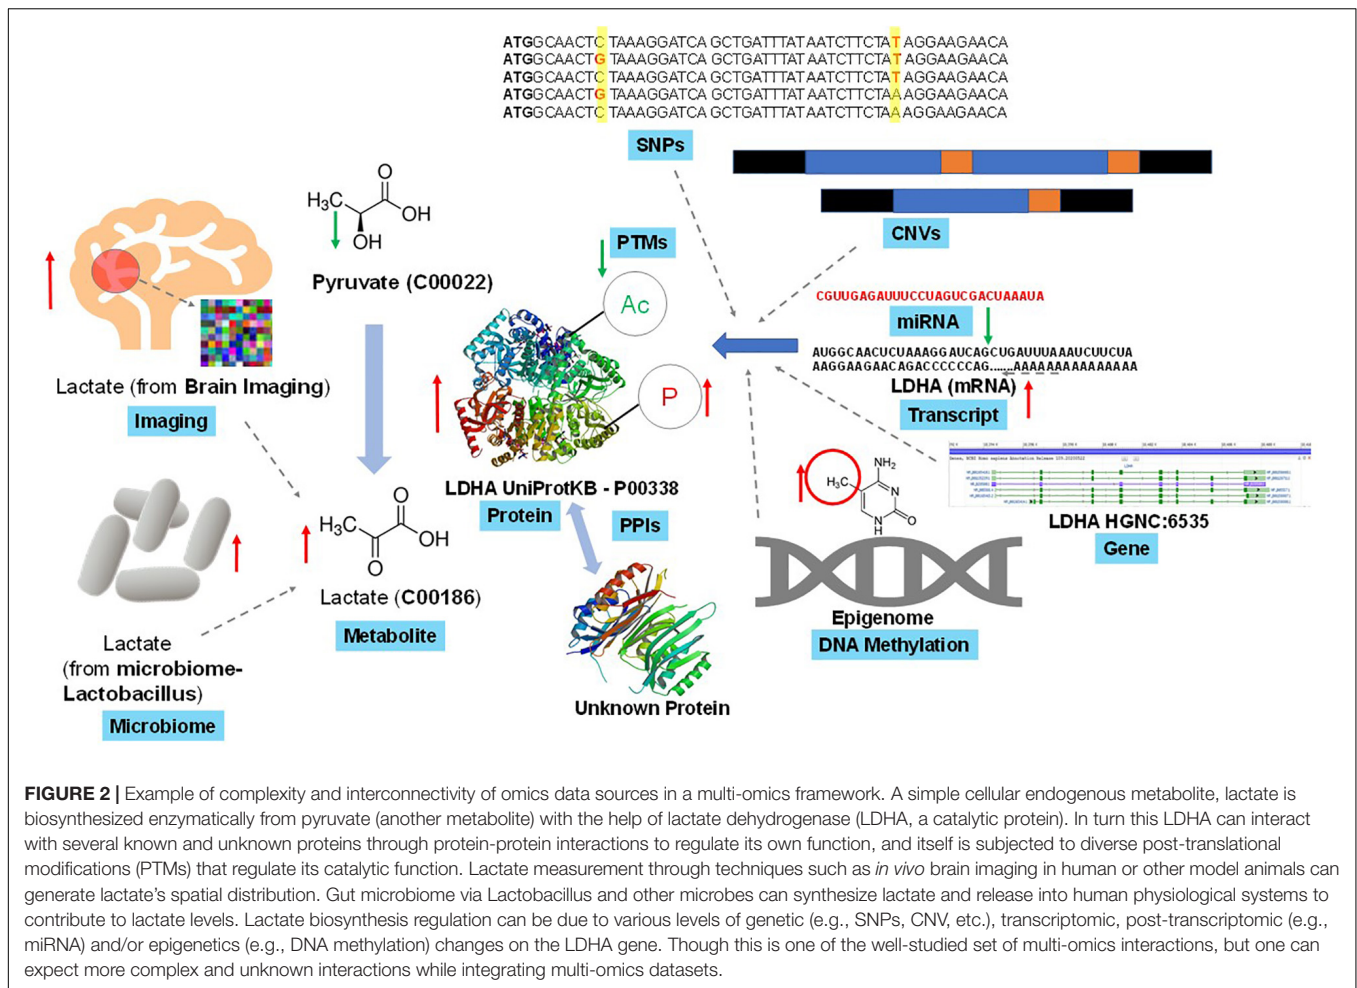 ATGGCAACTC TAAAGGATCA GCTGATTTAT AATCTTCTAT AGGAAGAACA
ATGGCAACTG TAAAGGATCA GCTGATTTAT AATCTTCTAT AGGAAGAACA
ATGGCAACTC TAAAGGATCA GCTGATTTAT AATCTTCTAT AGGAAGAACA
ATGGCAACTG TAAAGGATCA GCTGATTTAT AATCTTCTAA AGGAAGAACA
ATGGCAACTC TAAAGGATCA GCTGATTTAT AATCTTCTAA AGGAAGAACA
SNPs
CNVs
H₃C
O
OH
OH
Pyruvate (C00022)
PTMs
Ac
P
CGUUGAGAUUUCCUAGUCGACUAAAUA
miRNA
AUGGCAACUCUAAAGGAUCAGCUGAUUUAAAUCUUCUA
AAGGAAGAACAGACCCCCCAG......AAAAAAAAAAAAAAA
LDHA (mRNA)
Transcript
Lactate (from Brain Imaging)
Imaging
LDHA UniProtKB - P00338
Protein
PPIs
Unknown Protein
H₃C
O
OH
O
Lactate (C00186)
Metabolite
Lactate
(from microbiome-
Lactobacillus)
Microbiome
NH₂
H₃C
N
N
H
O
Epigenome
DNA Methylation
LDHA HGNC:6535
Gene
FIGURE 2 | Example of complexity and interconnectivity of omics data sources in a multi-omics framework. A simple cellular endogenous metabolite, lactate is
biosynthesized enzymatically from pyruvate (another metabolite) with the help of lactate dehydrogenase (LDHA, a catalytic protein). In turn this LDHA can interact
with several known and unknown proteins through protein-protein interactions to regulate its own function, and itself is subjected to diverse post-translational
modifications (PTMs) that regulate its catalytic function. Lactate measurement through techniques such as in vivo brain imaging in human or other model animals can
generate lactate's spatial distribution. Gut microbiome via Lactobacillus and other microbes can synthesize lactate and release into human physiological systems to
contribute to lactate levels. Lactate biosynthesis regulation can be due to various levels of genetic (e.g., SNPs, CNV, etc.), transcriptomic, post-transcriptomic (e.g.,
miRNA) and/or epigenetics (e.g., DNA methylation) changes on the LDHA gene. Though this is one of the well-studied set of multi-omics interactions, but one can
expect more complex and unknown interactions while integrating multi-omics datasets.